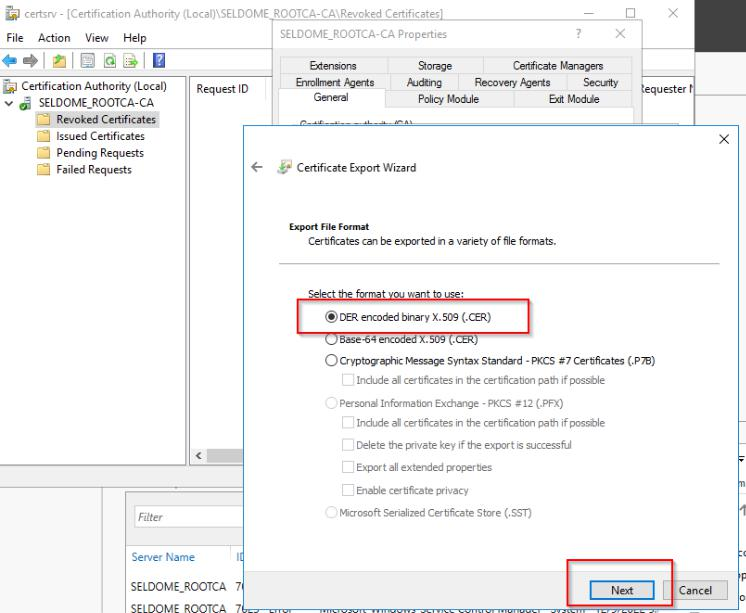 certsrv - [Certification Authority (Local)\SELDOME_ROOTCA-CA\Revoked Certificates]
File Action View Help
SELDOME_ROOTCA-CA Properties
Certification Authority (Local)
SELDOME_ROOTCA-CA
Revoked Certificates
Issued Certificates
Pending Requests
Failed Requests
Request ID
Requester
Extensions Storage Certificate Managers
Enrollment Agents Auditing Recovery Agents Security
General Policy Module Exit Module
Certification authority (CA)
Certificate Export Wizard
Export File Format
Certificates can be exported in a variety of file formats.
Select the format you want to use:
DER encoded binary X.509 (.CER)
Base-64 encoded X.509 (.CER)
Cryptographic Message Syntax Standard - PKCS #7 Certificates (.P7B)
Include all certificates in the certification path if possible
Personal Information Exchange - PKCS #12 (.PFX)
Include all certificates in the certification path if possible
Delete the private key if the export is successful
Export all extended properties
Enable certificate privacy
Microsoft Serialized Certificate Store (.SST)
Next Cancel
Filter
Server Name
SELDOME_ROOTCA
SELDOME_ROOTCA 7023 Error Microsoft-Windows-Service Control Manager System